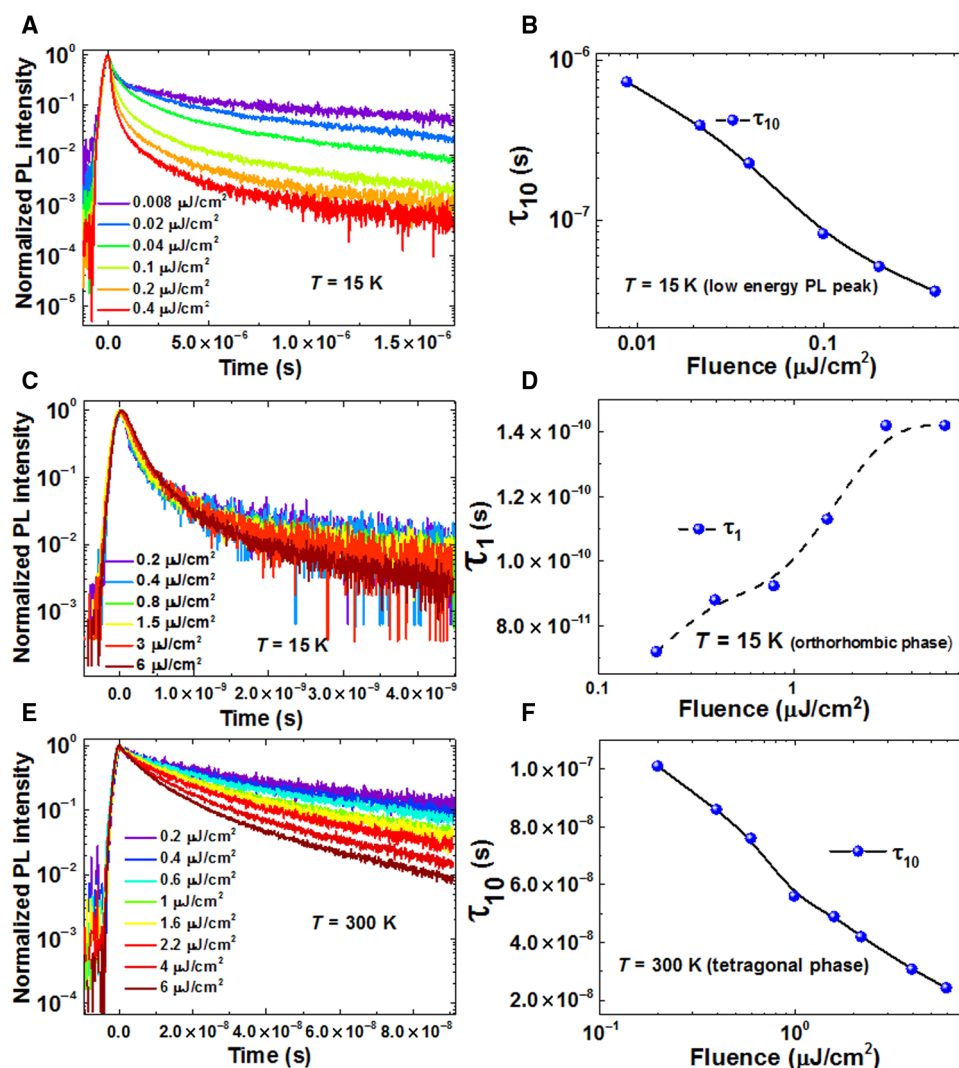 A
Normalized PL intensity
10⁰
10⁻¹
10⁻²
10⁻³
10⁻⁴
10⁻⁵
0.008 μJ/cm²
0.02 μJ/cm²
0.04 μJ/cm²
0.1 μJ/cm²
0.2 μJ/cm²
0.4 μJ/cm²
T = 15 K
0.0 5.0×10⁻⁶ 1.0×10⁻⁶ 1.5×10⁻⁶
Time (s)
B
τ₁₀ (s)
10⁻⁶
10⁻⁷
τ₁₀
T = 15 K (low energy PL peak)
0.01 0.1
Fluence (μJ/cm²)
C
Normalized PL intensity
10⁰
10⁻¹
10⁻²
10⁻³
0.2 μJ/cm²
0.4 μJ/cm²
0.8 μJ/cm²
1.5 μJ/cm²
3 μJ/cm²
6 μJ/cm²
T = 15 K
0.0 1.0×10⁻⁹ 2.0×10⁻⁹ 3.0×10⁻⁹ 4.0×10⁻⁹
Time (s)
D
τ₁ (s)
1.4 × 10⁻¹⁰
1.2 × 10⁻¹⁰
1.0 × 10⁻¹⁰
8.0 × 10⁻¹¹
τ₁
T = 15 K (orthorhombic phase)
0.1 1
Fluence (μJ/cm²)
E
Normalized PL intensity
10⁰
10⁻¹
10⁻²
10⁻³
10⁻⁴
0.2 μJ/cm²
0.4 μJ/cm²
0.6 μJ/cm²
1 μJ/cm²
1.6 μJ/cm²
2.2 μJ/cm²
4 μJ/cm²
6 μJ/cm²
T = 300 K
0.0 2.0×10⁻⁸ 4.0×10⁻⁸ 6.0×10⁻⁸ 8.0×10⁻⁸
Time (s)
F
τ₁₀ (s)
1.0 × 10⁻⁷
8.0 × 10⁻⁸
6.0 × 10⁻⁸
4.0 × 10⁻⁸
2.0 × 10⁻⁸
τ₁₀
T = 300 K (tetragonal phase)
10⁻¹ 10⁰
Fluence (μJ/cm²)